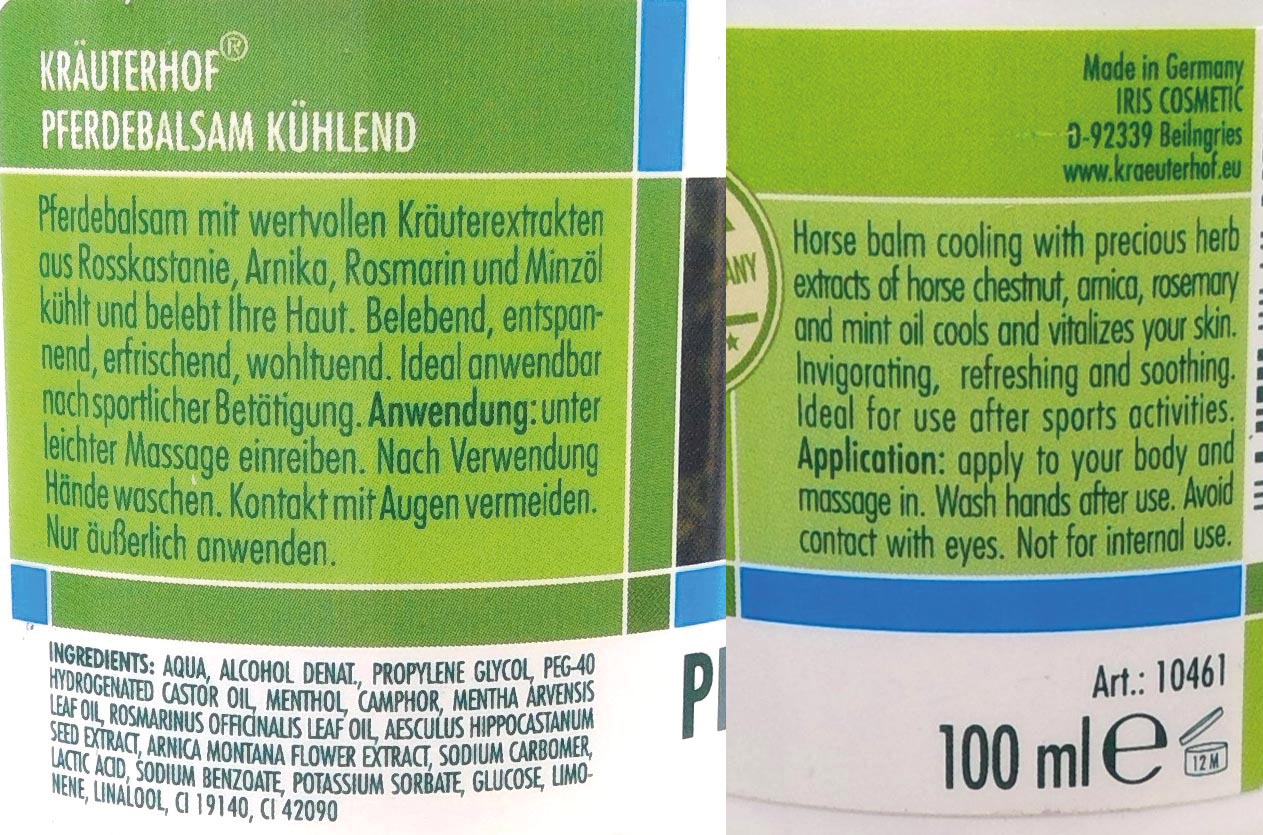 KRÄUTERHOF®
PFERDEBALSAM KÜHLEND
Pferdebalsam mit wertvollen Kräuterextrakten
aus Rosskastanie, Arnika, Rosmarin und Minzöl
kühlt und belebt Ihre Haut. Belebend, entspan-
nend, erfrischend, wohltuend. Ideal anwendbar
nach sportlicher Betätigung. Anwendung: unter
leichter Massage einreiben. Nach Verwendung
Hände waschen. Kontakt mit Augen vermeiden.
Nur äußerlich anwenden.
INGREDIENTS: AQUA, ALCOHOL DENAT., PROPYLENE GLYCOL, PEG-40
HYDROGENATED CASTOR OIL, MENTHOL, CAMPHOR, MENTHA ARVENSIS
LEAF OIL, ROSMARINUS OFFICINALIS LEAF OIL, AESCULUS HIPPOCASTANUM
SEED EXTRACT, ARNICA MONTANA FLOWER EXTRACT, SODIUM CARBOMER,
LACTIC ACID, SODIUM BENZOATE, POTASSIUM SORBATE, GLUCOSE, LIMO-
NENE, LINALOOL, CI 19140, CI 42090
Made in Germany
IRIS COSMETIC
D-92339 Beilngries
www.kraeuterhof.eu
Horse balm cooling with precious herb
extracts of horse chestnut, arnica, rosemary
and mint oil cools and vitalizes your skin.
Invigorating, refreshing and soothing.
Ideal for use after sports activities.
Application: apply to your body and
massage in. Wash hands after use. Avoid
contact with eyes. Not for internal use.
Art.: 10461
100 ml e
12 M